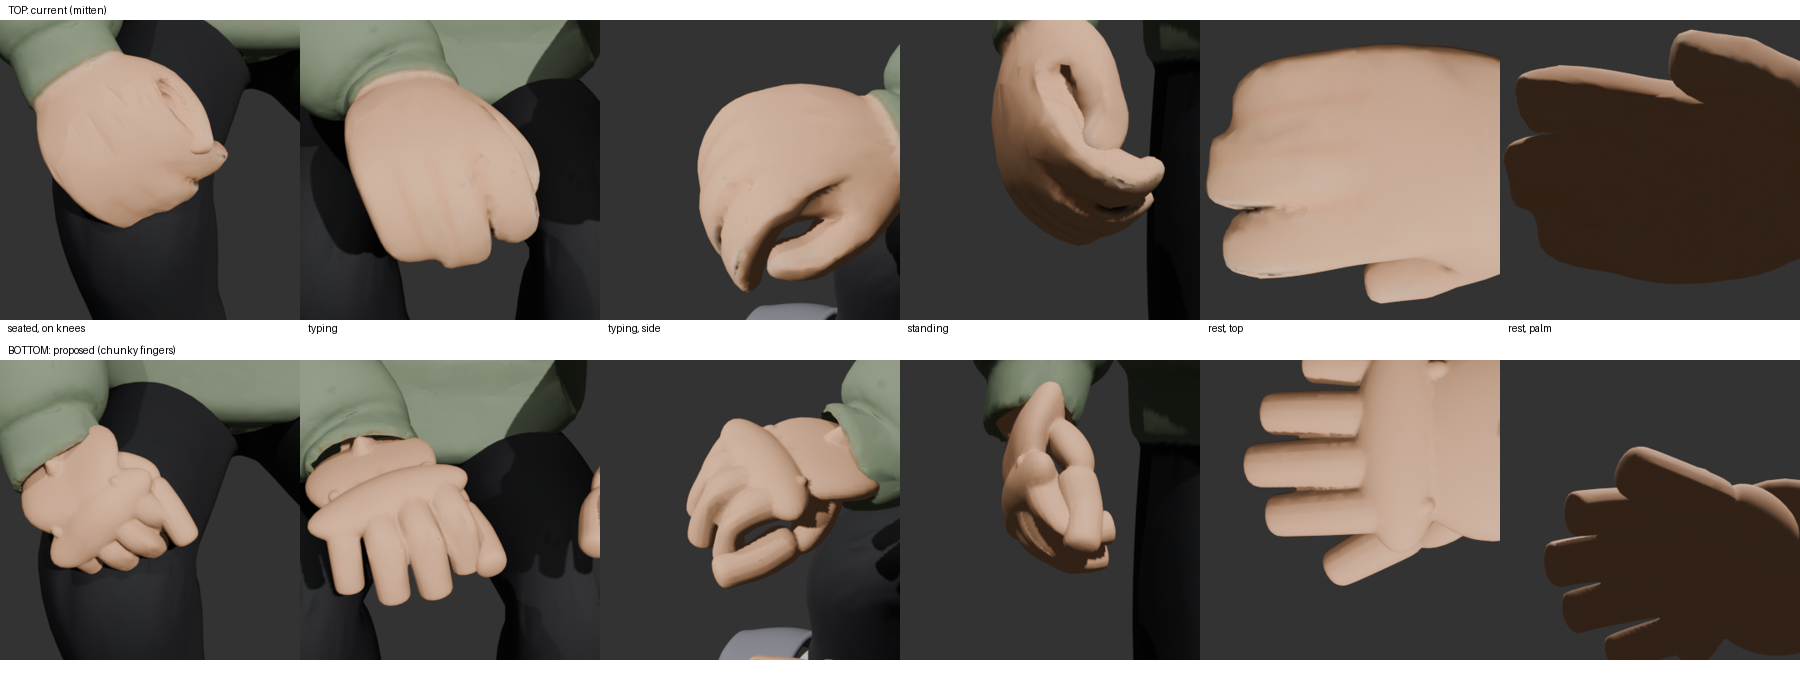 TOP: current (mitten)
seated, on knees
typing
typing, side
standing
rest, top
rest, palm
BOTTOM: proposed (chunky fingers)